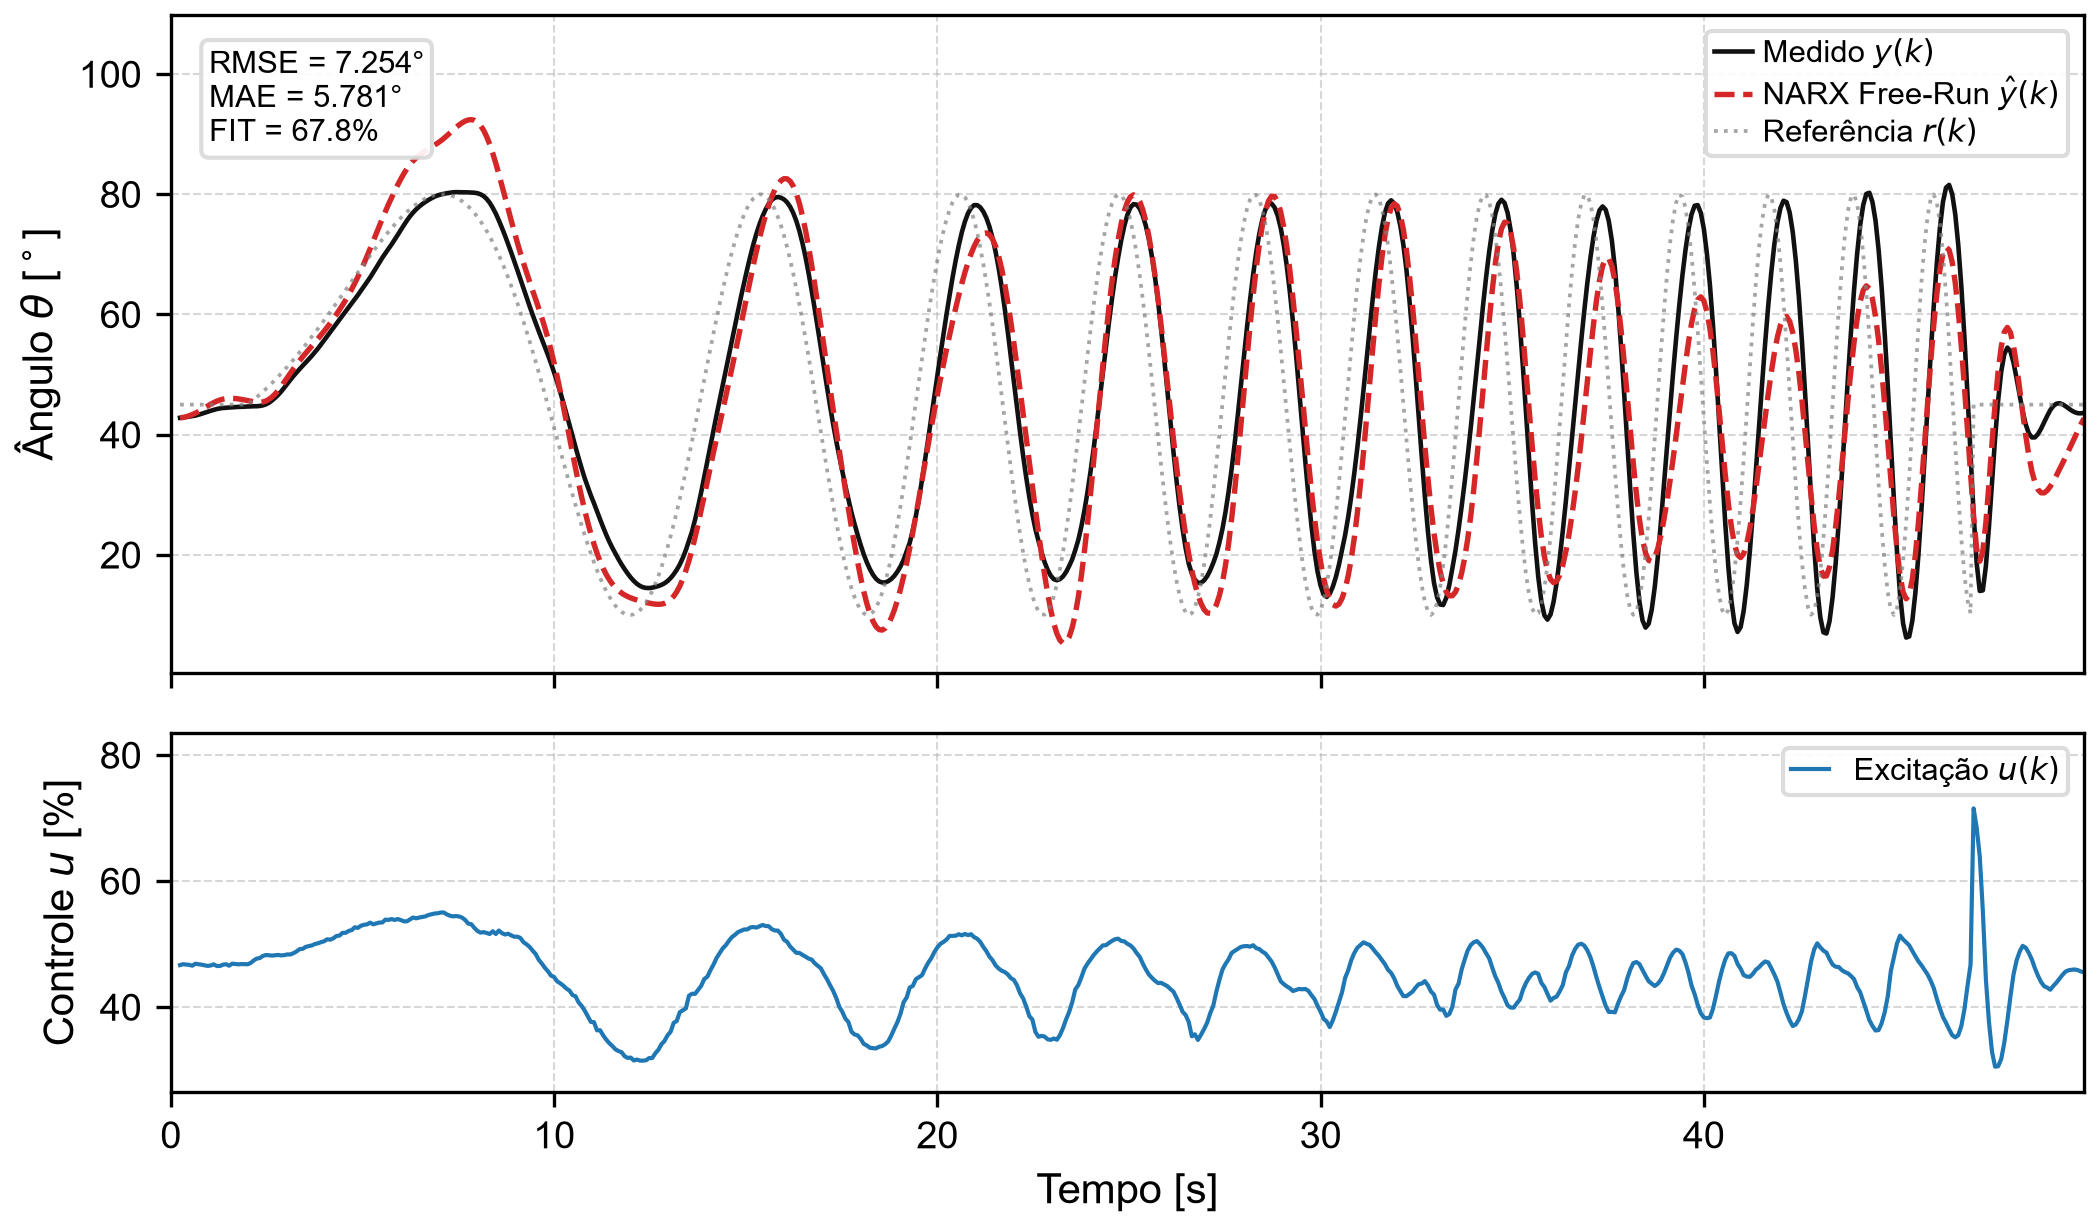 RMSE = 7.254°
MAE = 5.781°
FIT = 67.8%
Medido y(k)
NARX Free-Run ŷ(k)
Referência r(k)
100
80
60
40
20
Ângulo θ [°]
Excitação u(k)
80
60
40
Controle u [%]
0 10 20 30 40
Tempo [s]